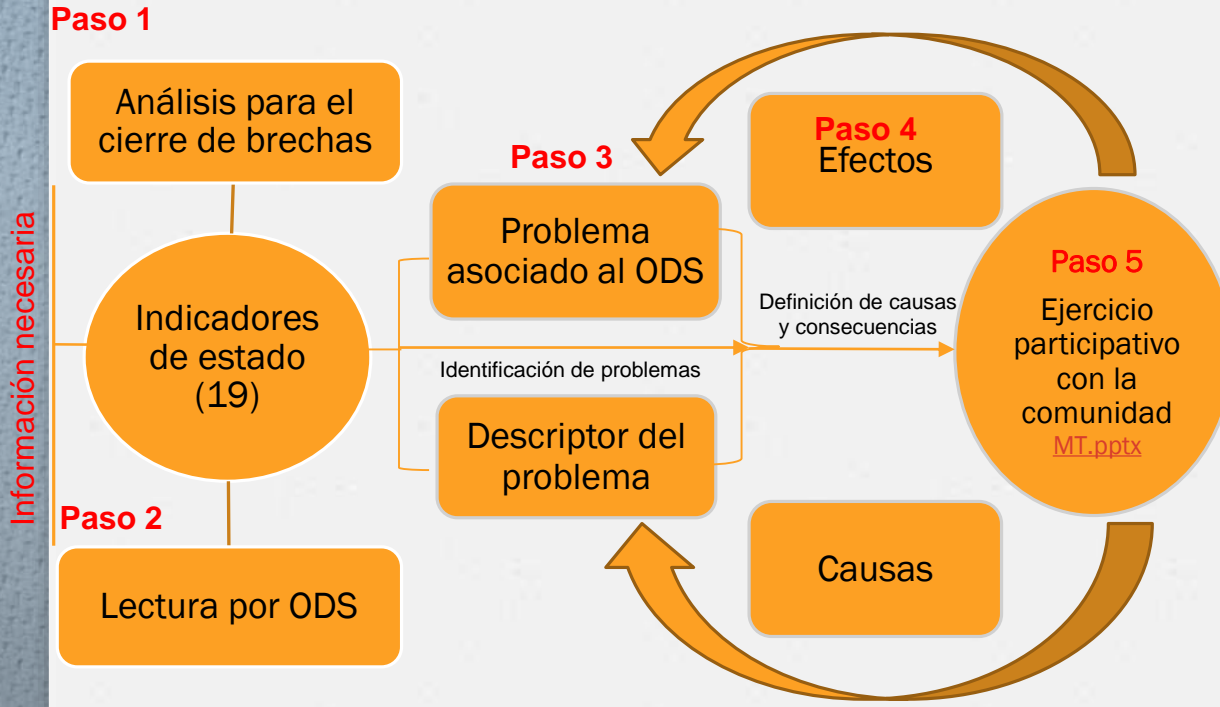 Paso 1
Análisis para el
cierre de brechas
Información necesaria
Indicadores
de estado
(19)
Paso 2
Lectura por ODS
Paso 3
Problema
asociado al ODS
Identificación de problemas
Descriptor del
problema
Paso 4
Efectos
Definición de causas
y consecuencias
Causas
Paso 5
Ejercicio
participativo
con la
comunidad
MT.pptx